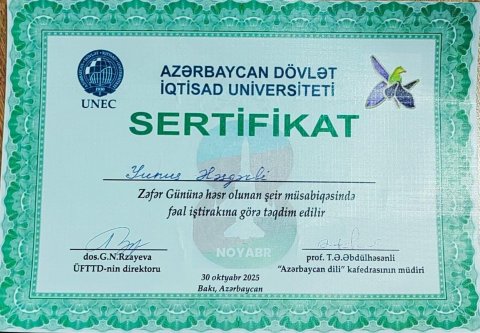 AZƏRBAYCAN DÖVLƏT
İQTİSAD UNİVERSİTETİ
UNEC
SERTİFİKAT
Yunus
Zəfər Gününə həsr olunan şeir müsabiqəsində
fəal iştirakına görə təqdim edilir
NOYABR
dos.G.N.Rzayeva
ÜFTTD-nin direktoru
prof. T.Ə.Əbdülhəsənli
“Azərbaycan dili” kafedrasının müdiri
30 oktyabr 2025
Bakı, Azərbaycan